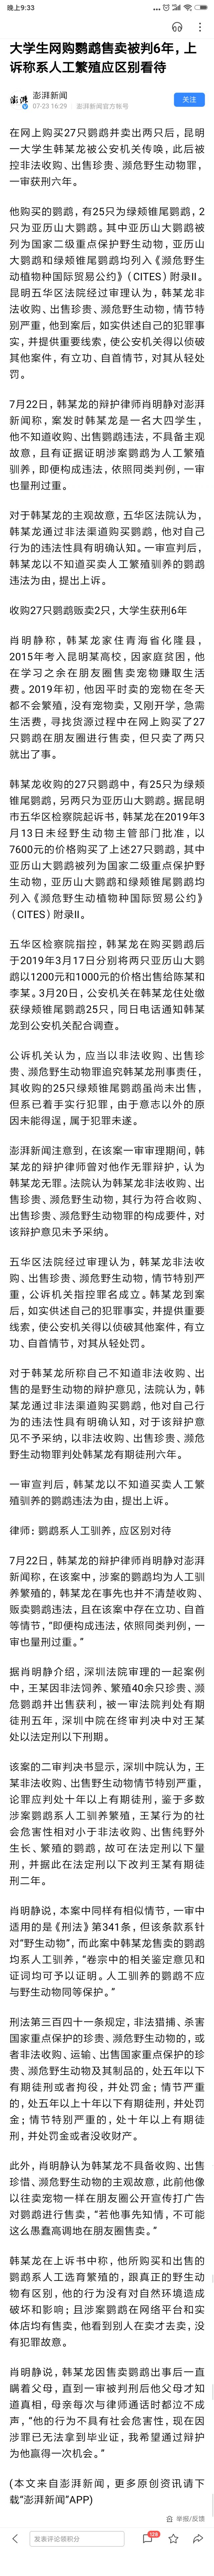 晚上9:33
大学生网购鹦鹉售卖被判6年，上
诉称系人工繁殖应区别看待
澎湃新闻
07-23 16:29 澎湃新闻官方账号
关注
在网上购买27只鹦鹉并卖出两只后，昆明
一大学生韩某龙被公安机关传唤，此后被
控非法收购、出售珍贵、濒危野生动物罪，
一审获刑六年。
他购买的鹦鹉，有25只为绿颊锥尾鹦鹉，2
只为亚历山大鹦鹉。其中亚历山大鹦鹉被
列为国家二级重点保护野生动物，亚历山
大鹦鹉和绿颊锥尾鹦鹉均列入《濒危野生
动植物种国际贸易公约》（CITES）附录II。
昆明五华区法院经过审理认为，韩某龙非
法收购、出售珍贵、濒危野生动物，情节特
别严重，他到案后，如实供述自己的犯罪事
实，并提供重要线索，使公安机关得以侦破
其他案件，有立功、自首情节，对其从轻处
罚。
7月22日，韩某龙的辩护律师肖明静对澎湃
新闻称，案发时韩某龙是一名大四学生，
他不知道收购、出售鹦鹉违法，不具备主观
故意，且有证据证明涉案鹦鹉为人工繁殖
驯养，即便构成违法，依照同类判例，一审
也量刑过重。
对于韩某龙的主观故意，五华区法院认为，
韩某龙通过非法渠道购买鹦鹉，他对自己
行为的违法性具有明确认知。一审宣判后，
韩某龙以不知道买卖人工繁殖驯养的鹦鹉
违法为由，提出上诉。
收购27只鹦鹉贩卖2只，大学生获刑6年
肖明静称，韩某龙家住青海省化隆县，
2015年考入昆明某高校，因家庭贫困，他
在学习之余在朋友圈售卖宠物赚取生活
费。2019年初，他因平时卖的宠物在冬天
都不会繁殖，没有宠物卖，又刚开学，急需
生活费，寻找货源过程中在网上购买了27
只鹦鹉在朋友圈进行售卖，但只卖了两只
就出了事。
韩某龙收购的27只鹦鹉中，有25只为绿颊
锥尾鹦鹉，另两只为亚历山大鹦鹉。据昆明
市五华区检察院起诉书，韩某龙在2019年3
月13日未经野生动物主管部门批准，以
7600元的价格购买了上述27只鹦鹉，其中
亚历山大鹦鹉被列为国家二级重点保护野
生动物，亚历山大鹦鹉和绿颊锥尾鹦鹉均
列入《濒危野生动植物种国际贸易公约》
（CITES）附录II。
五华区检察院指控，韩某龙在购买鹦鹉后
于2019年3月17日分别将两只亚历山大鹦
鹉以1200元和1000元的价格出售给陈某和
李某。3月20日，公安机关在韩某龙住处缴
获绿颊锥尾鹦鹉25只，同日电话通知韩某
龙到公安机关配合调查。
公诉机关认为，应当以非法收购、出售珍
贵、濒危野生动物罪追究韩某龙刑事责任，
其收购的25只绿颊锥尾鹦鹉虽尚未出售，
但系已着手实行犯罪，由于意志以外的原
因未能得逞，属于犯罪未遂。
澎湃新闻注意到，在该案一审审理期间，韩
某龙的辩护律师曾对他作无罪辩护，认为
韩某龙无罪。法院认为韩某龙非法收购、出
售珍贵、濒危野生动物，其行为符合收购、
出售珍贵、濒危野生动物罪的构成要件，对
该辩护意见未予采纳。
五华区法院经过审理认为，韩某龙非法收
购、出售珍贵、濒危野生动物，情节特别严
重，公诉机关指控罪名成立。韩某龙到案
后，如实供述自己的犯罪事实，并提供重要
线索，使公安机关得以侦破其他案件，有立
功、自首情节，对其从轻处罚。
对于韩某龙所称自己不知道非法收购、出
售的是野生动物的辩护意见，法院认为，韩
某龙通过非法渠道购买鹦鹉，他对自己行
为的违法性具有明确认知，对于该辩护意
见不予采纳，以非法收购、出售珍贵、濒危
野生动物罪判处韩某龙有期徒刑六年。
一审宣判后，韩某龙以不知道买卖人工繁
殖驯养的鹦鹉违法为由，提出上诉。
律师：鹦鹉系人工驯养，应区别对待
7月22日，韩某龙的辩护律师肖明静对澎湃
新闻称，在该案中，涉案的鹦鹉均为人工驯
养繁殖的，韩某龙在事先也并不清楚收购、
贩卖鹦鹉违法，且在该案中存在立功、自首
等情节，“即便构成违法，依照同类判例，一
审也量刑过重。”
据肖明静介绍，深圳法院审理的一起案例
中，王某因非法饲养、繁殖40余只珍贵、濒
危鹦鹉并出售获利，被一审法院判处有期
徒刑五年，深圳中院在终审判决中对王某
处以法定刑以下刑期。
该案的二审判决书显示，深圳中院认为，王
某非法收购、出售野生动物情节特别严重，
论罪应判处十年以上有期徒刑，鉴于多数
涉案鹦鹉系人工驯养繁殖，王某行为的社
会危害性相对小于非法收购、出售纯野外
生长、繁殖的鹦鹉，故可在法定刑以下量
刑，并据此在法定刑以下改判王某有期徒
刑二年。
肖明静说，本案中同样有相似情节，一审中
适用的是《刑法》第341条，但该条款系针
对“野生动物”，而此案中韩某售卖的鹦鹉
均系人工驯养，“卷宗中的相关鉴定意见和
证词均可予以证明。人工驯养的鹦鹉不应
与野生动物同等保护。”
刑法第三百四十一条规定，非法猎捕、杀害
国家重点保护的珍贵、濒危野生动物的，或
者非法收购、运输、出售国家重点保护的珍
贵、濒危野生动物及其制品的，处五年以下
有期徒刑或者拘役，并处罚金；情节严重
的，处五年以上十年以下有期徒刑，并处罚
金；情节特别严重的，处十年以上有期徒
刑，并处罚金或者没收财产。
此外，肖明静认为韩某龙不具备收购、出售
珍惜、濒危野生动物的主观故意，此前他像
以往卖宠物一样在朋友圈公开宣传打广告
对鹦鹉进行售卖，“若他事先知情，不可能
这么愚蠢高调地在朋友圈售卖。”
韩某龙在上诉书中称，他所购买和出售的
鹦鹉系人工选育繁殖的，跟真正的野生动
物有区别，他的行为没有对自然环境造成
破坏和影响；且涉案鹦鹉在网络平台和实
体店均有售卖，他看到别人在卖才去卖，没
有犯罪故意。
肖明静说，韩某龙因售卖鹦鹉出事后一直
瞒着父母，直到一审被判刑后他父母才知
道真相，母亲每次与律师通话时都泣不成
声，“他的行为不具有社会危害性，现在因
涉罪已无法拿到毕业证，我希望通过辩护
为他赢得一次机会。”
(本文来自澎湃新闻，更多原创资讯请下
载“澎湃新闻”APP)
举报/反馈
发表评论领积分